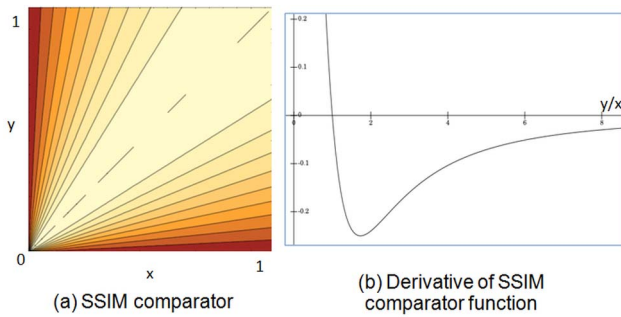 1
y
0
x
1
(a) SSIM comparator
0.2
0.1
y/x
0
2
4
6
8
-0.1
-0.2
(b) Derivative of SSIM
comparator function